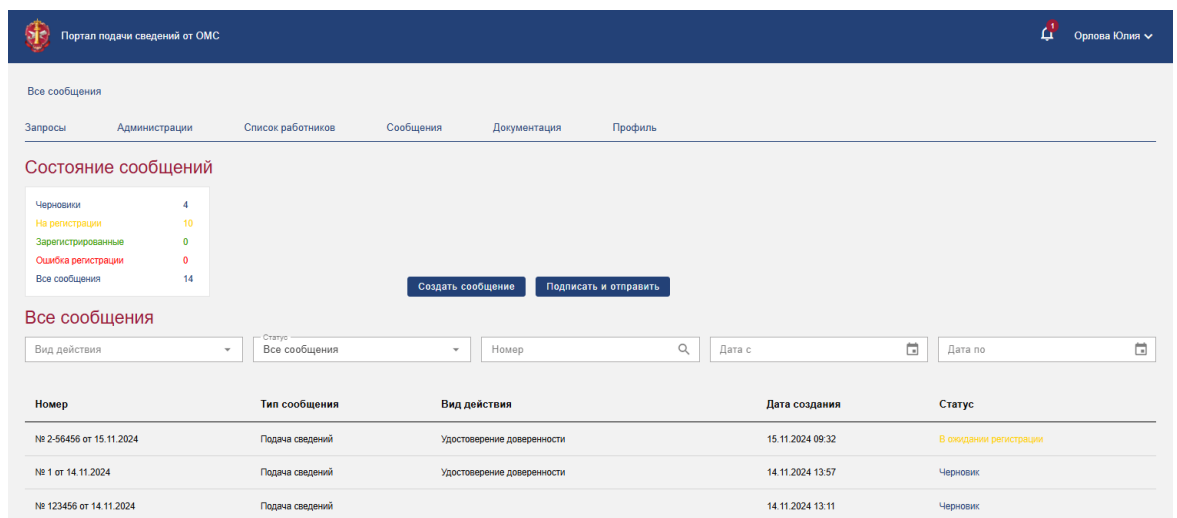 Портал подачи сведений от ОМС
1
Орлова Юлия
Все сообщения
Запросы Администрации Список работников Сообщения Документация Профиль
Состояние сообщений
Черновики 4
На регистрации 10
Зарегистрированные 0
Ошибка регистрации 0
Все сообщения 14
Создать сообщение Подписать и отправить
Все сообщения
Вид действия Статус Все сообщения Номер Дата с Дата по
Номер Тип сообщения Вид действия Дата создания Статус
№ 2-56456 от 15.11.2024 Подача сведений Удостоверение доверенности 15.11.2024 09:32 В ожидании регистрации
№ 1 от 14.11.2024 Подача сведений Удостоверение доверенности 14.11.2024 13:57 Черновик
№ 123456 от 14.11.2024 Подача сведений 14.11.2024 13:11 Черновик